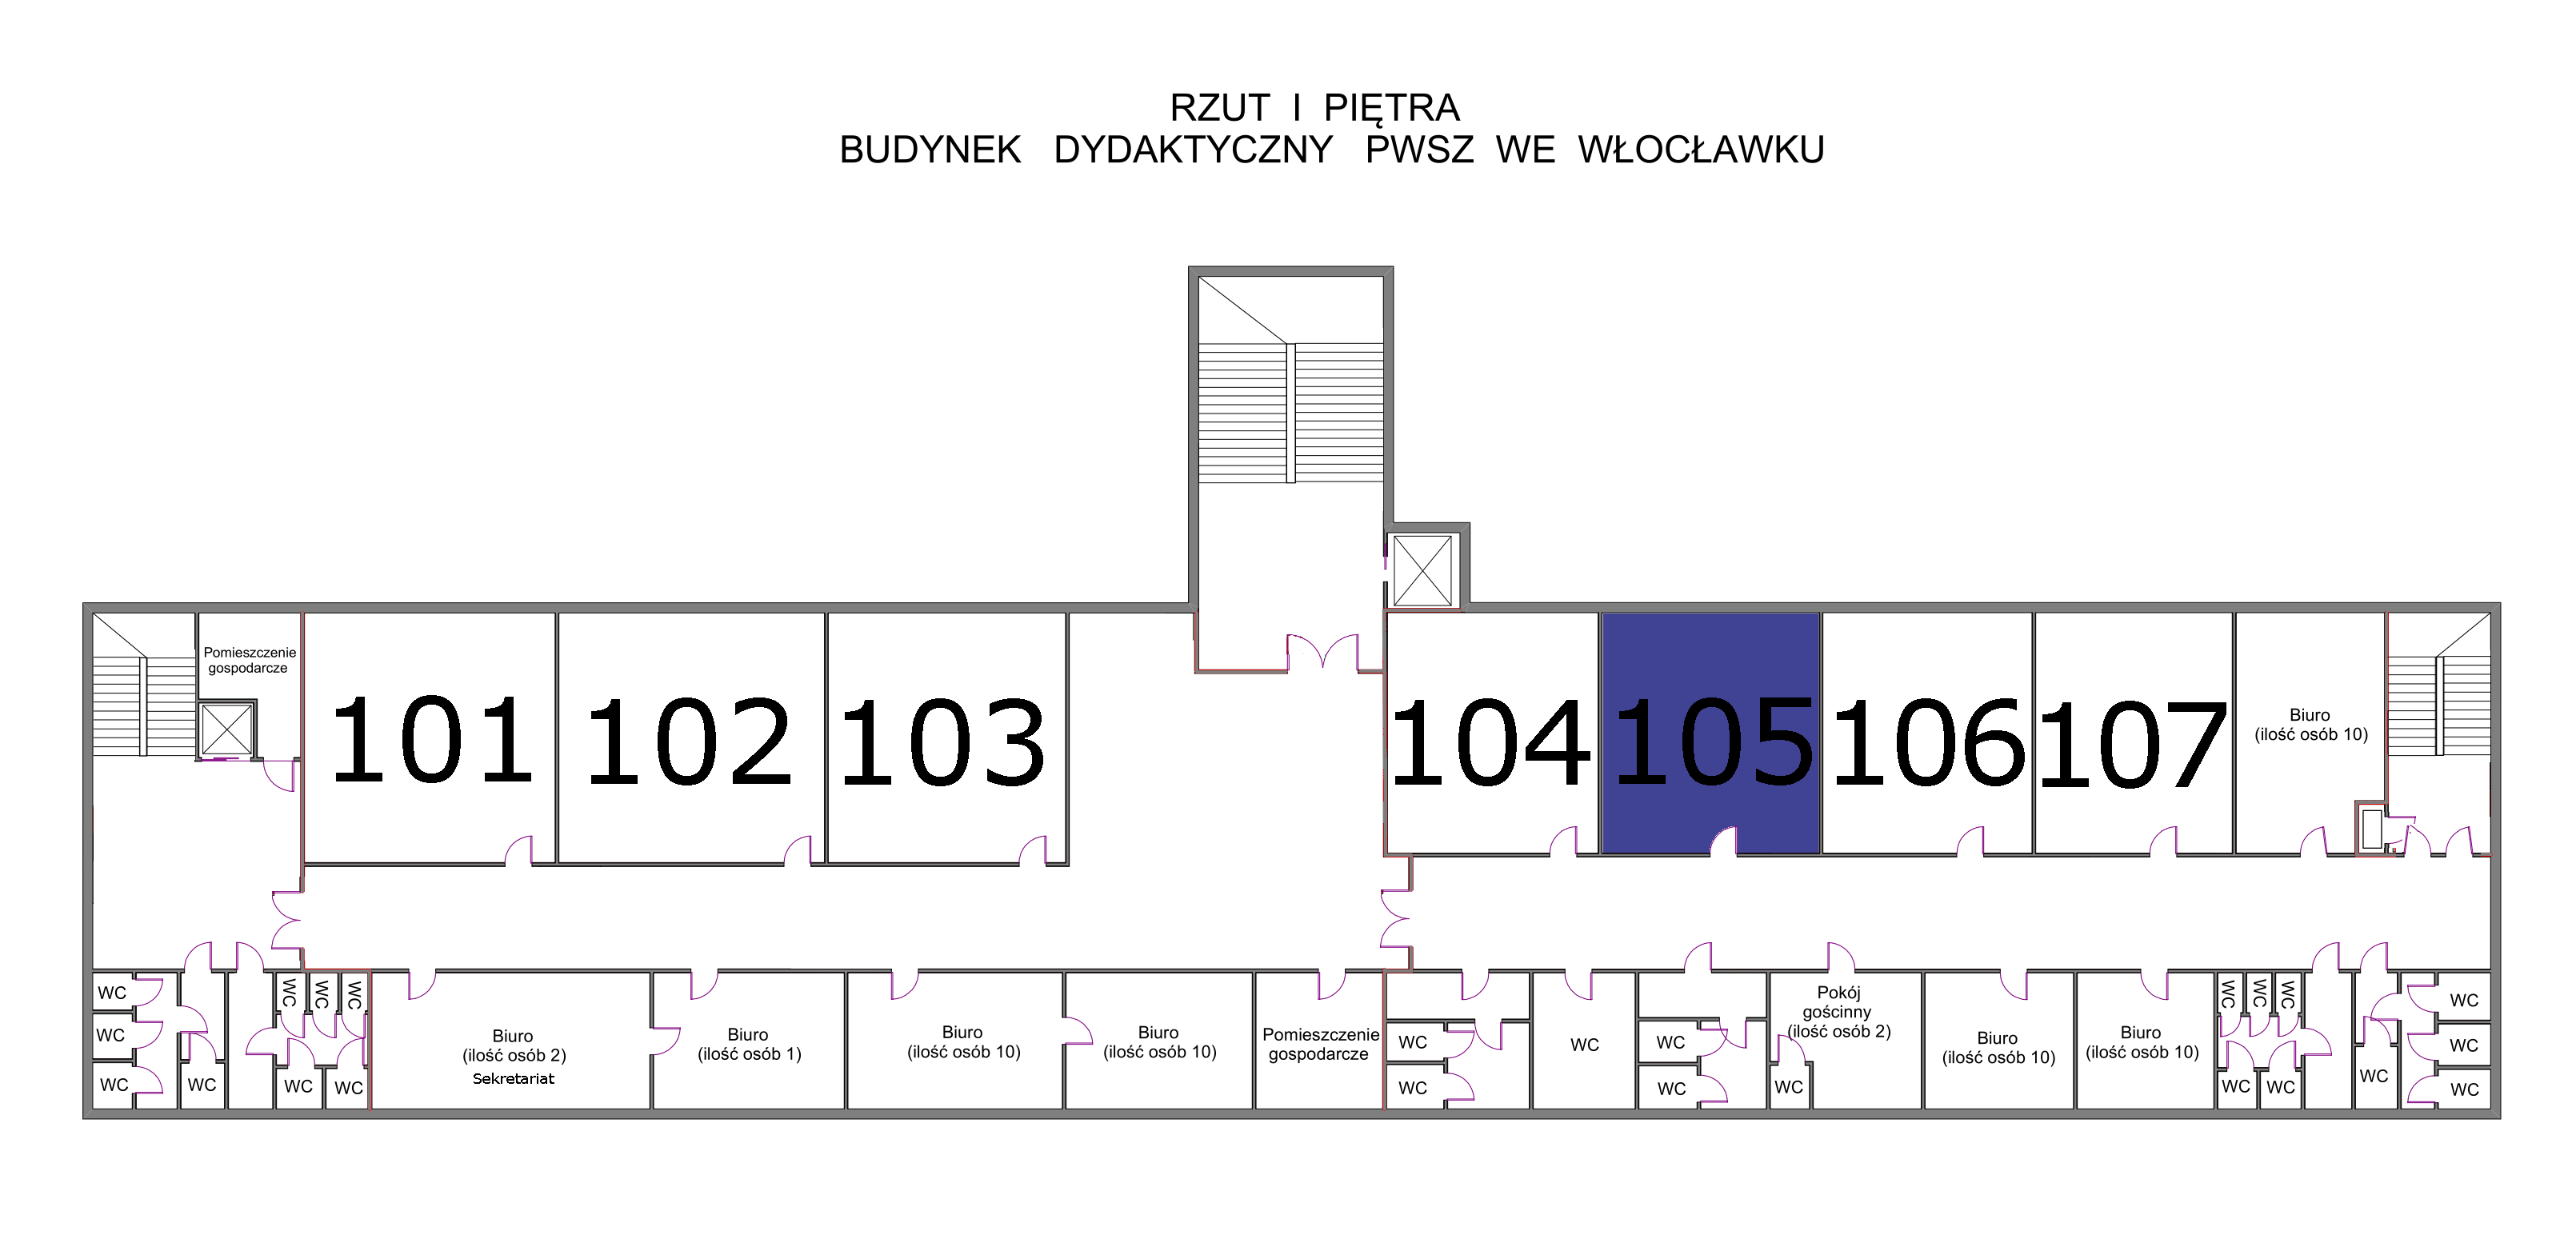 RZUT I PIĘTRA
BUDYNEK DYDAKTYCZNY PWSZ WE WŁOCŁAWKU
Pomieszczenie
gospodarcze
101
102
103
104
105
106
107
Biuro
(ilość osób 10)
WC
WC
WC
WC
WC
WC
WC
WC
WC
Biuro
(ilość osób 2)
Sekretariat
Biuro
(ilość osób 1)
Biuro
(ilość osób 10)
Biuro
(ilość osób 10)
Pomieszczenie
gospodarcze
WC
WC
WC
WC
WC
Pokój
gościnny
(ilość osób 2)
WC
Biuro
(ilość osób 10)
Biuro
(ilość osób 10)
WC
WC
WC
WC
WC
WC
WC
WC
WC